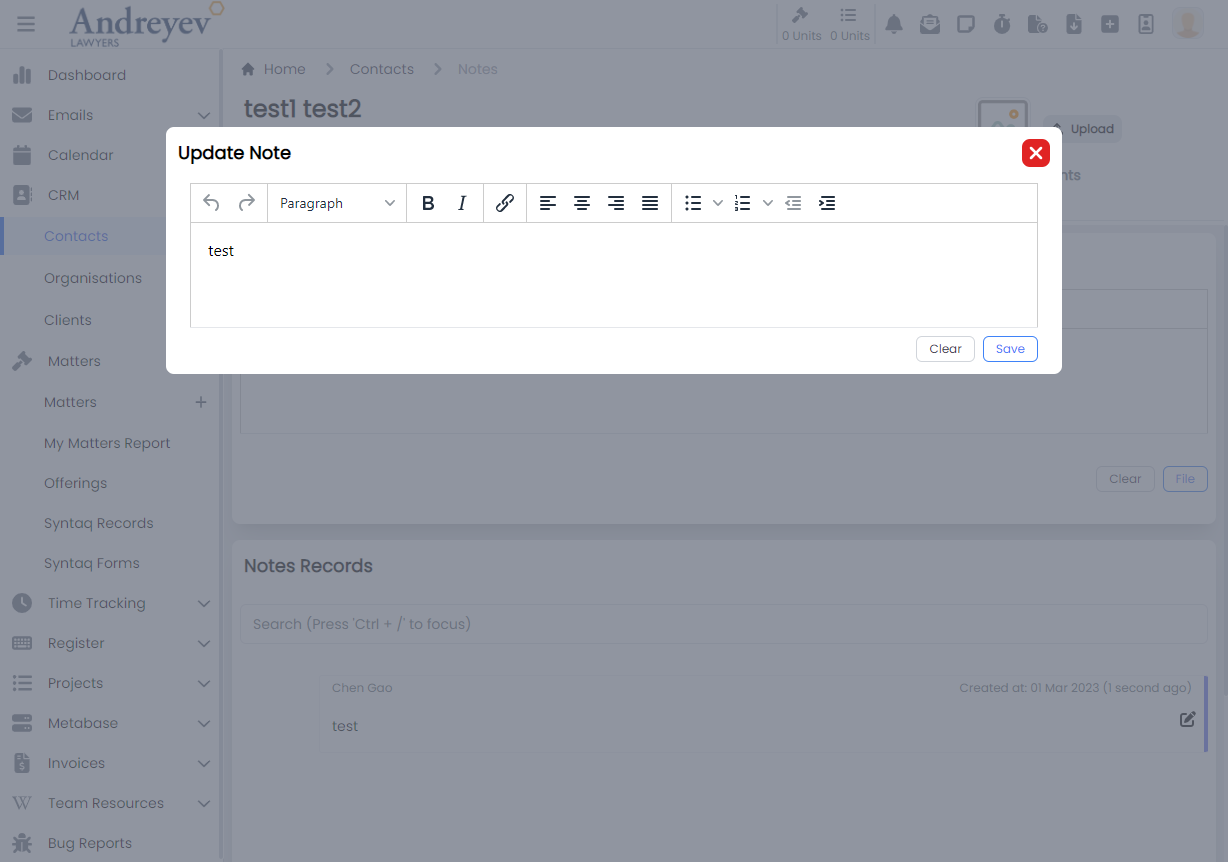 Andreyev
LAWYERS
0 Units 0 Units
Dashboard
Emails
Calendar
CRM
Contacts
Organisations
Clients
Matters
Matters
My Matters Report
Offerings
Syntaq Records
Syntaq Forms
Time Tracking
Register
Projects
Metabase
Invoices
Team Resources
Bug Reports
Home > Contacts > Notes
test1 test2
Upload
Update Note
Paragraph B I
test
Clear Save
Clear File
Notes Records
Search (Press 'Ctrl + /' to focus)
Chen Gao Created at: 01 Mar 2023 (1 second ago)
test